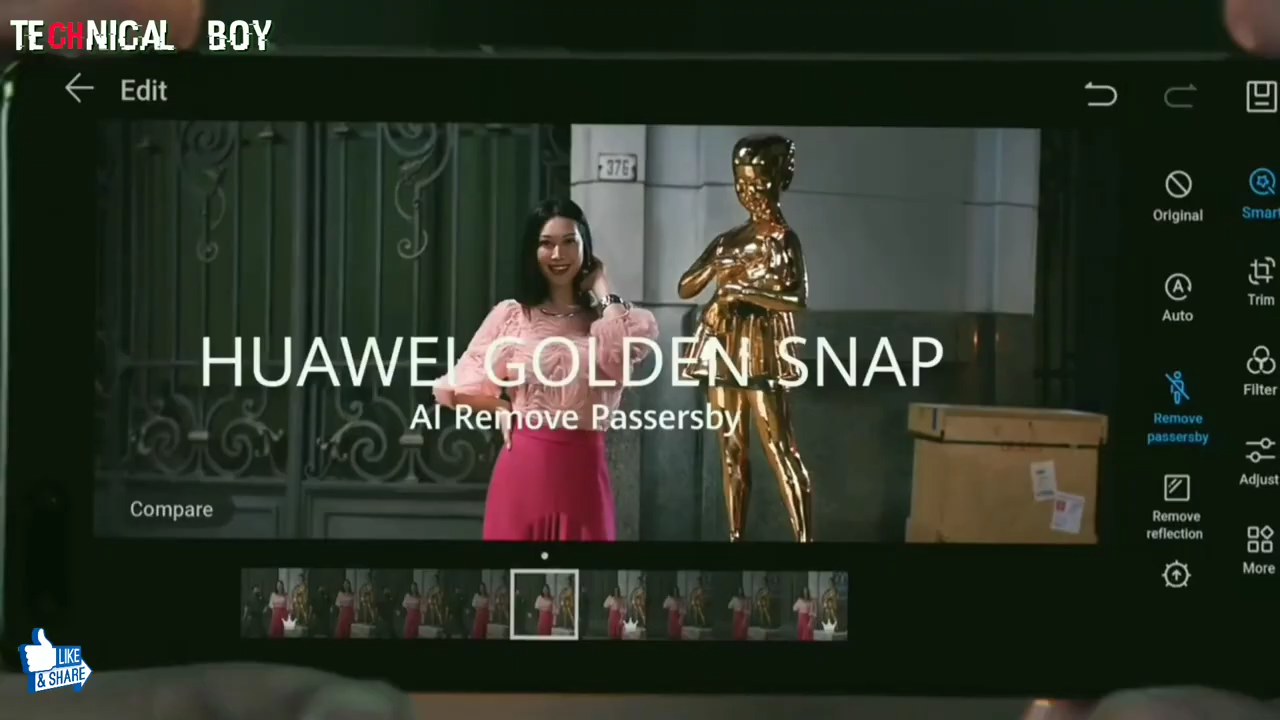 TECHNICAL BOY
Edit
376
Original
Smart
Auto
Trim
HUAWEI GOLDEN SNAP
AI Remove Passersby
Filter
Remove
passersby
Adjust
Compare
Remove
reflection
More
LIKE
& SHARE